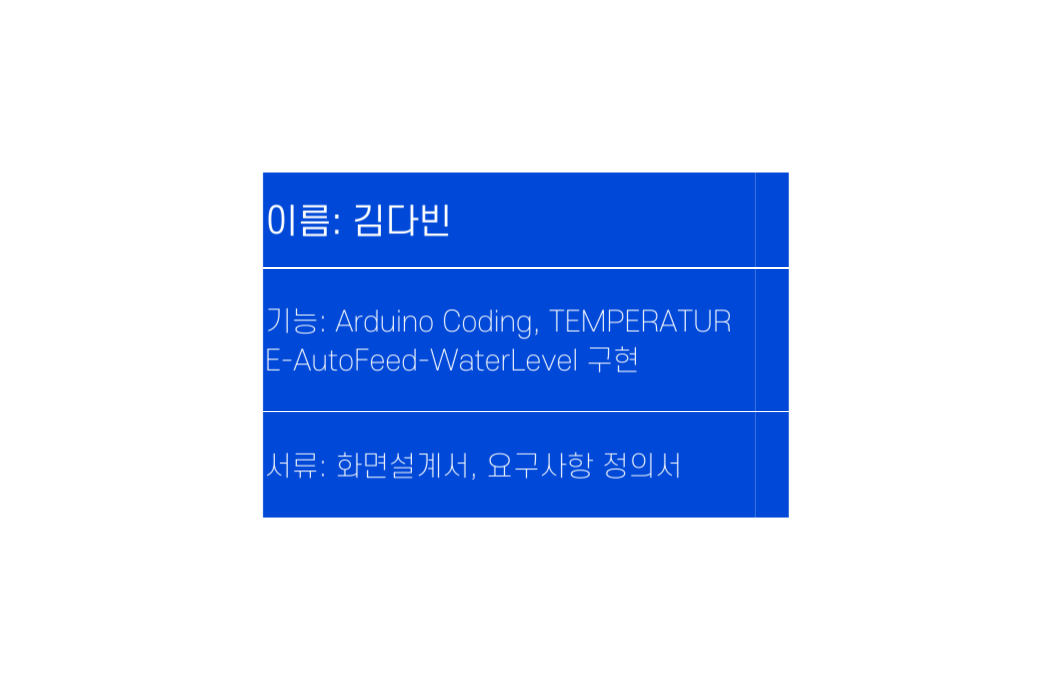 이름: 김다빈
기능: Arduino Coding, TEMPERATUR
E-AutoFeed-WaterLevel 구현
서류: 화면설계서, 요구사항 정의서